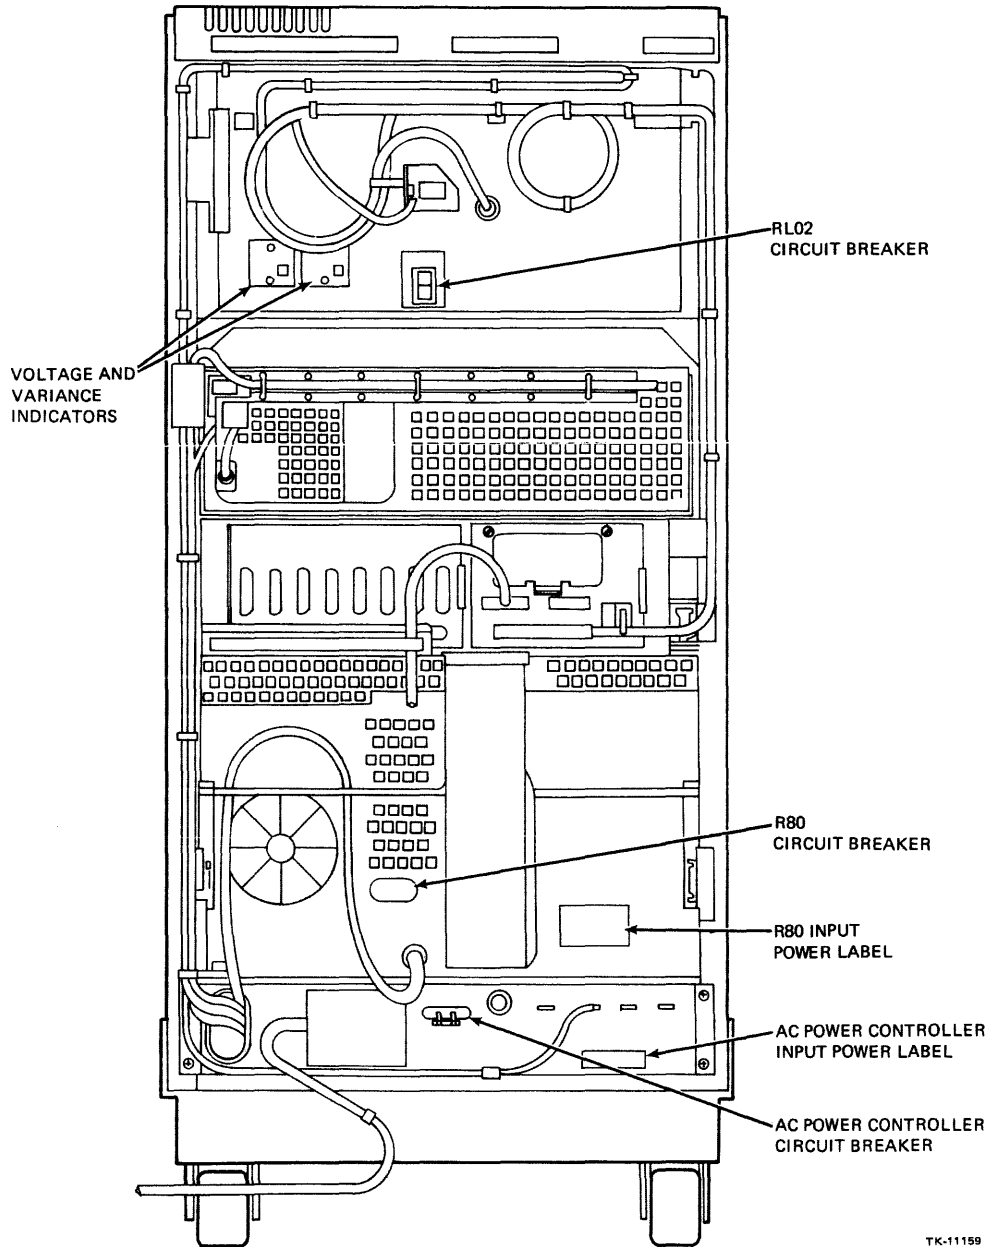 RL02
CIRCUIT BREAKER
VOLTAGE AND
VARIANCE
INDICATORS
R80
CIRCUIT BREAKER
R80 INPUT
POWER LABEL
AC POWER CONTROLLER
INPUT POWER LABEL
AC POWER CONTROLLER
CIRCUIT BREAKER
TK-11159